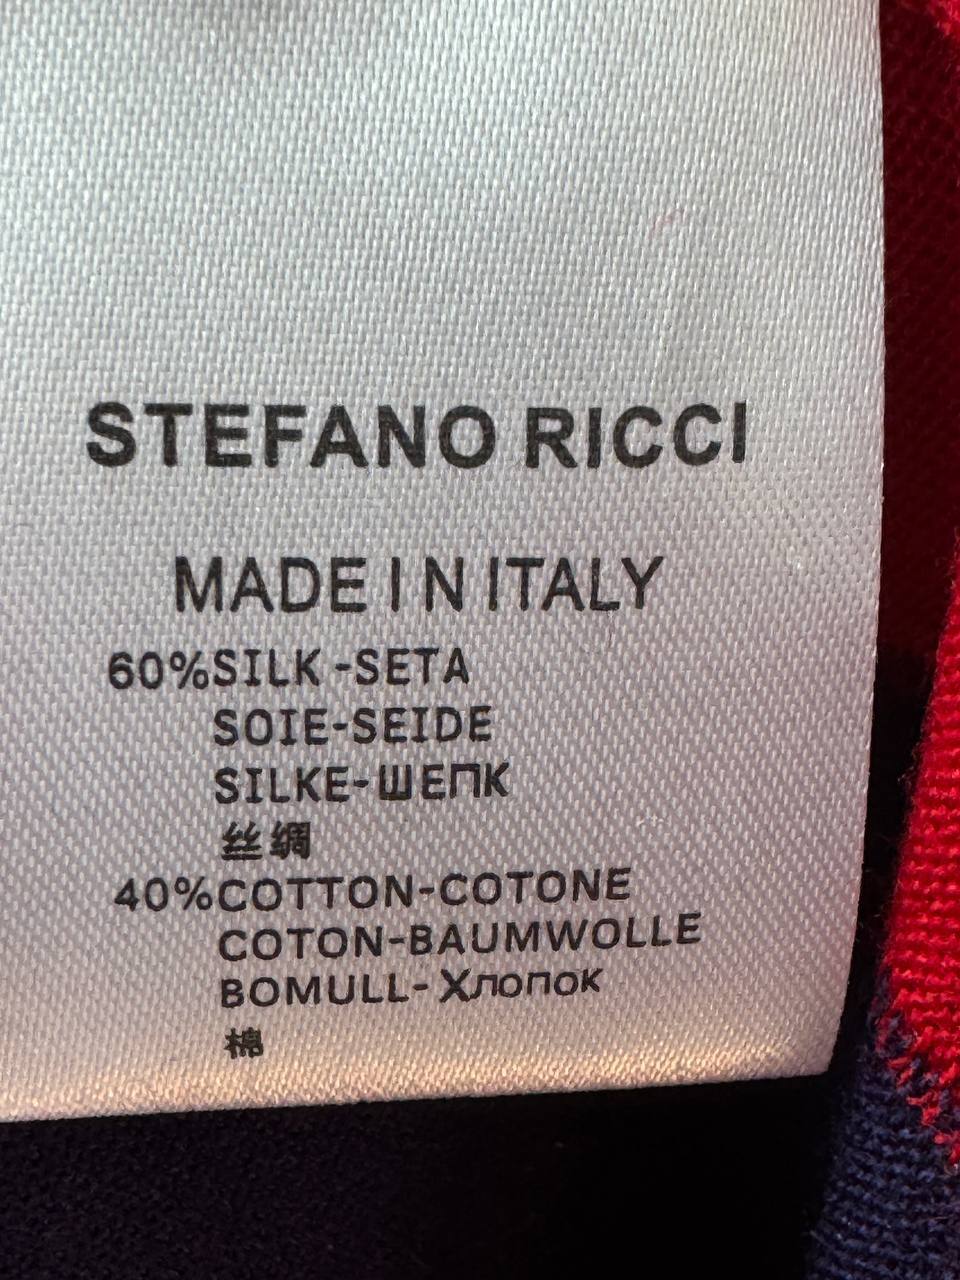 STEFANO RICCI
MADE IN ITALY
60%SILK-SETA
SOIE-SEIDE
SILKE-ШЕПК
丝绸
40%COTTON-COTONE
COTON-BAUMWOLLE
BOMULL-Хлопок
棉